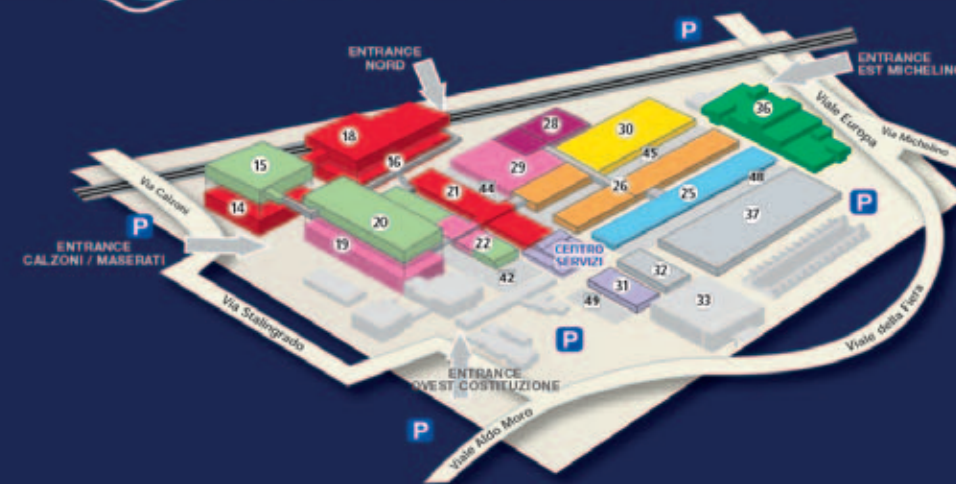 P
ENTRANCE
NORD
ENTRANCE
EST MICHELINO
36
Viale Europa
Via Michelino
28
30
18
45
29
16
15
44
26
48
21
25
Via Calzoni
14
20
37
P
P
19
22
CENTRO
SERVIZI
ENTRANCE
CALZONI / MASERATI
42
32
31
49
33
Via Stalingrado
Viale della Fiera
P
ENTRANCE
OVEST COSTITUZIONE
P
Viale Aldo Moro